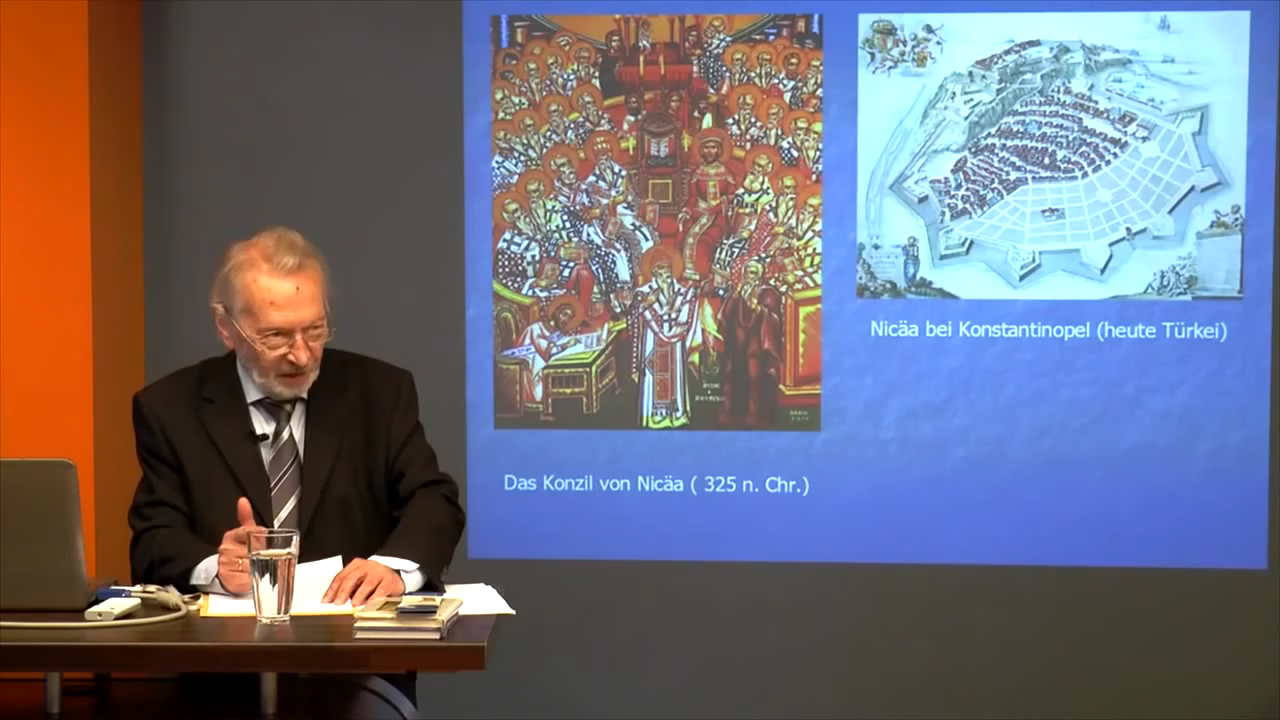 Nicäa bei Konstantinopel (heute Türkei)
Das Konzil von Nicäa ( 325 n. Chr.)